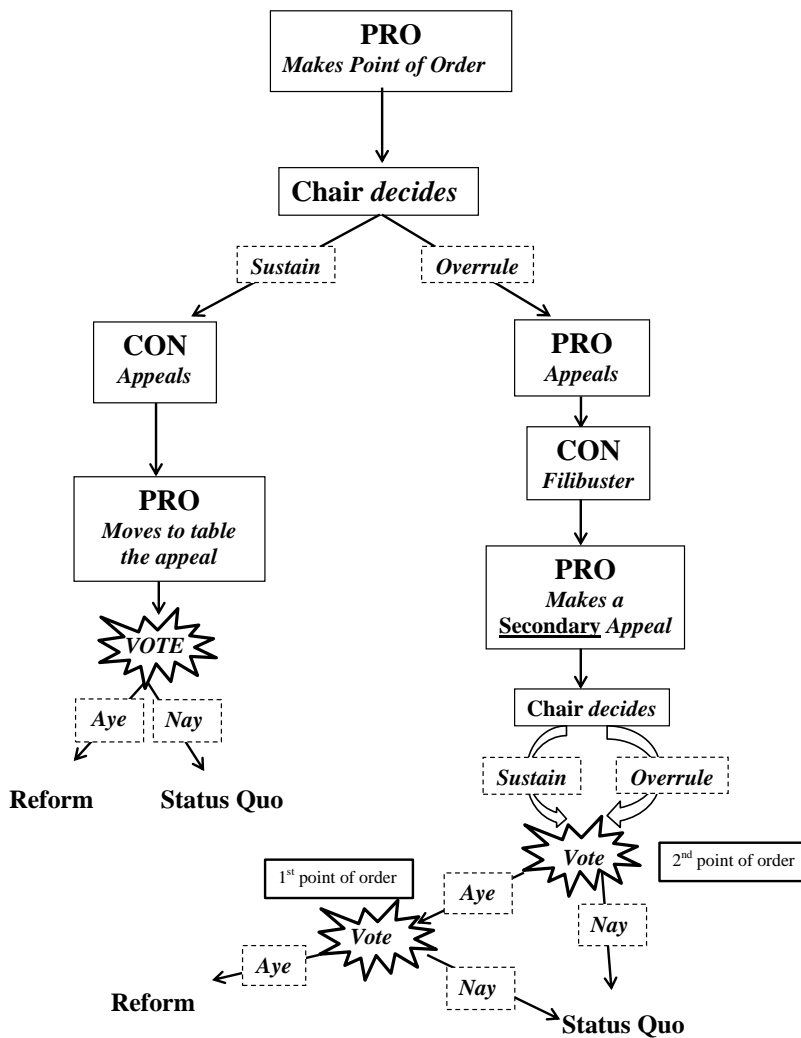 PRO
Makes Point of Order
Chair decides
Sustain
Overrule
CON
Appeals
PRO
Appeals
CON
Filibuster
PRO
Moves to table
the appeal
PRO
Makes a
Secondary Appeal
VOTE
Aye
Nay
Chair decides
Reform
Status Quo
Sustain
Overrule
Vote
2nd point of order
1st point of order
Aye
Vote
Nay
Aye
Nay
Reform
Status Quo